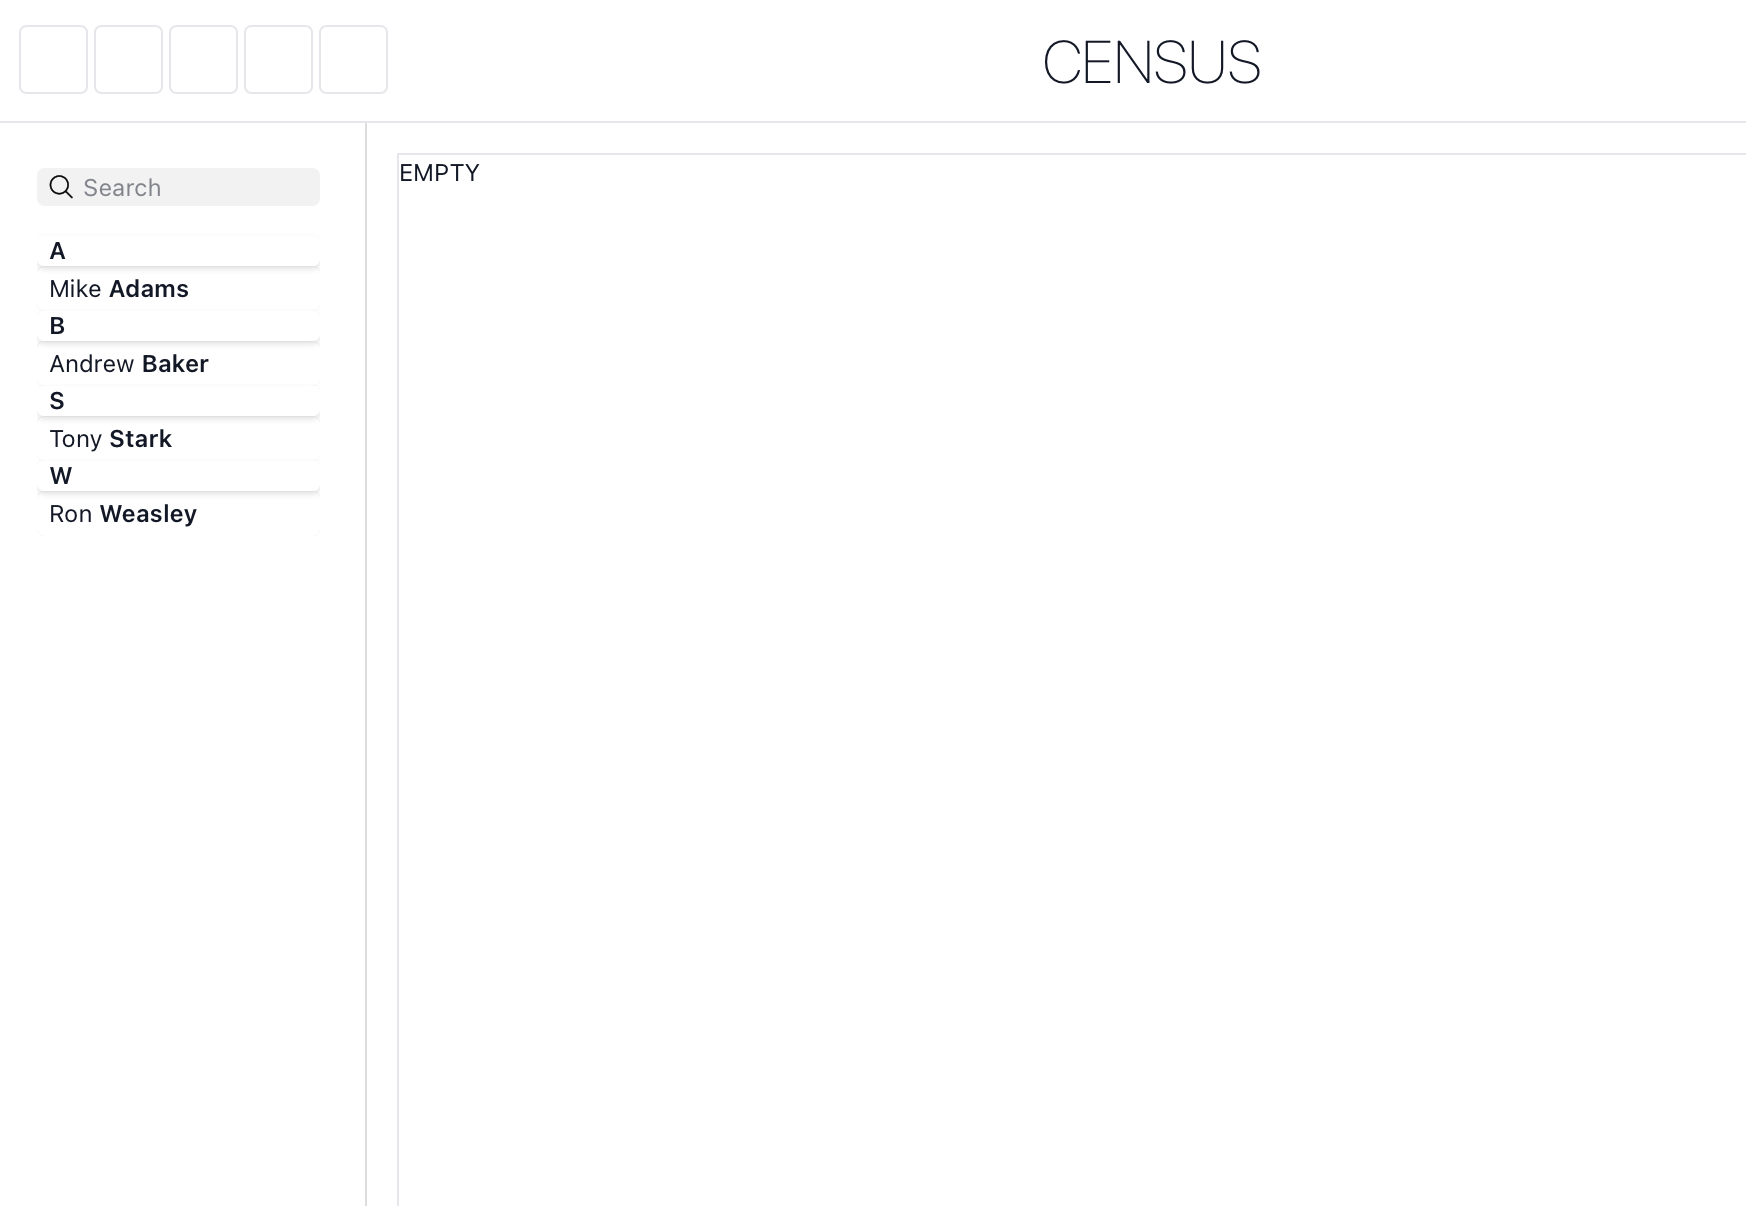 CENSUS
Search
A
Mike Adams
B
Andrew Baker
S
Tony Stark
W
Ron Weasley
EMPTY